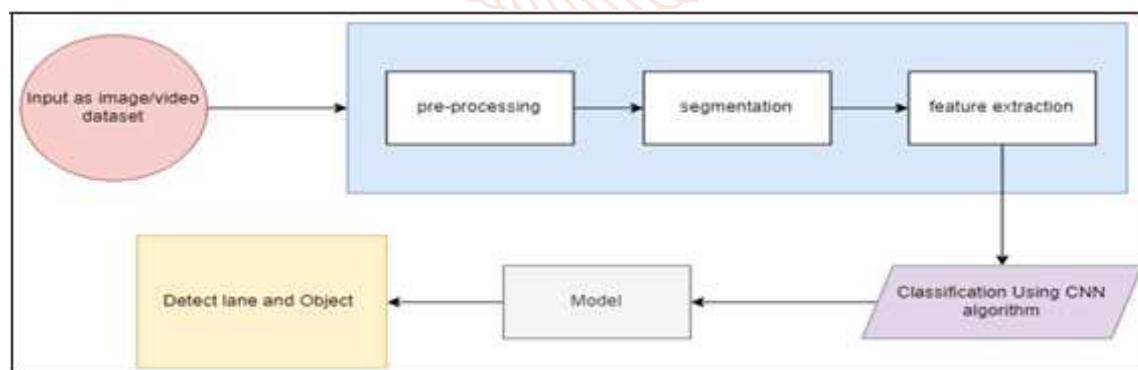 Input as image/video
dataset
pre-processing
segmentation
feature extraction
Classification Using CNN
algorithm
Model
Detect lane and Object